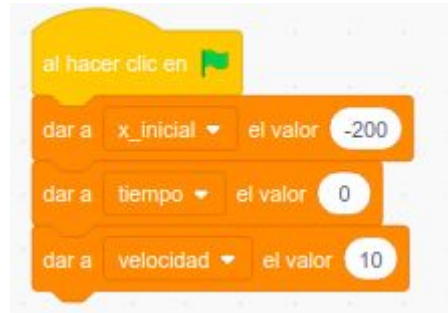 al hacer clic en
dar a x_inicial el valor -200
dar a tiempo el valor 0
dar a velocidad el valor 10